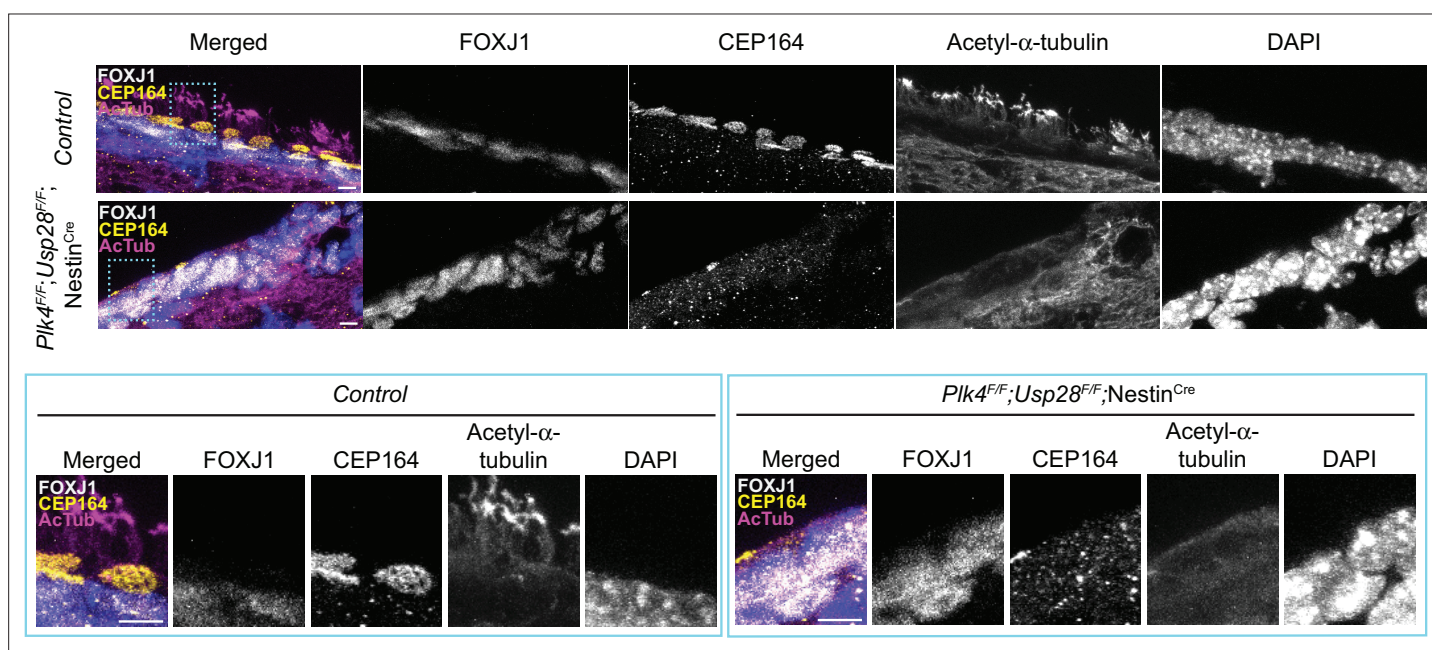 Merged FOXJ1 CEP164 Acetyl-α-tubulin DAPI
Control
FOXJ1
CEP164
AcTub
Plk4F/F;Usp28F/F;
NestinCre
FOXJ1
CEP164
AcTub
Control
Merged FOXJ1 CEP164 Acetyl-α-
tubulin DAPI
FOXJ1
CEP164
AcTub
Plk4F/F;Usp28F/F;NestinCre
Merged FOXJ1 CEP164 Acetyl-α-
tubulin DAPI
FOXJ1
CEP164
AcTub